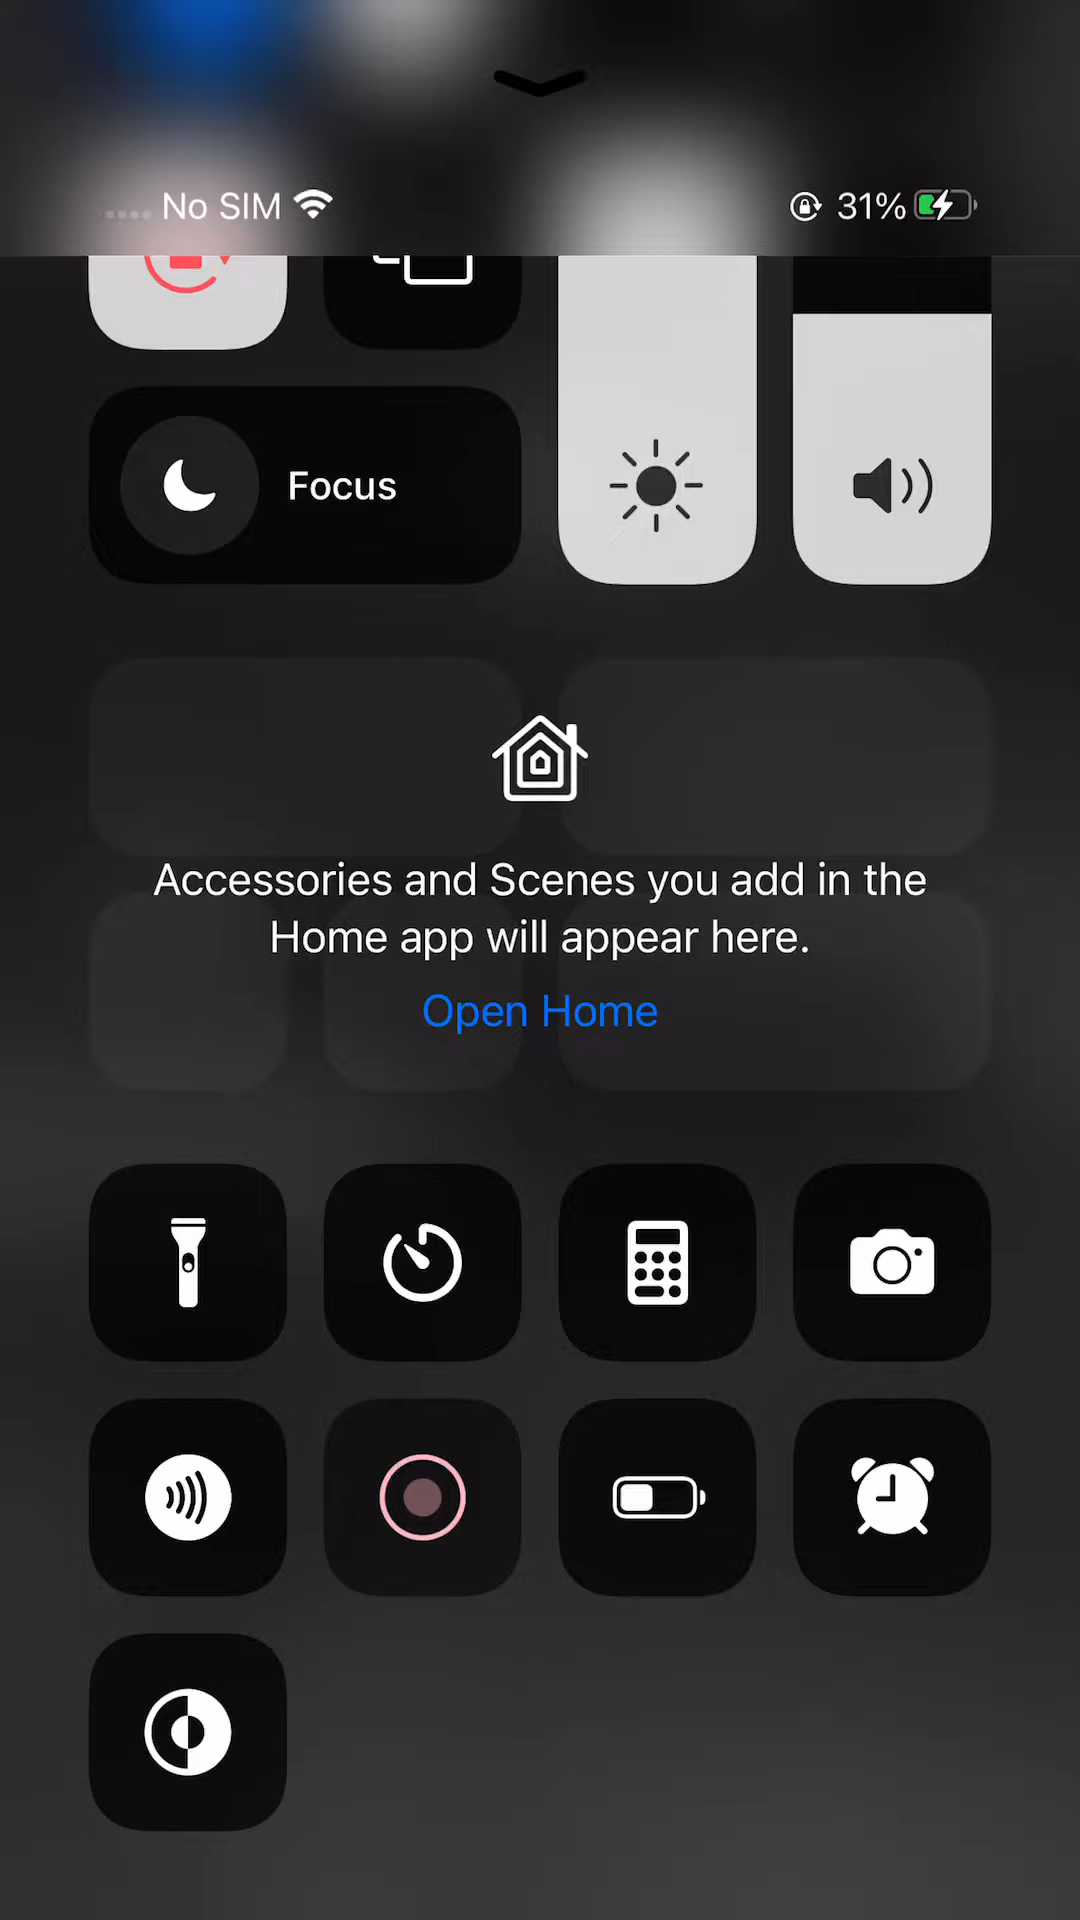 No SIM 31%
Focus
Accessories and Scenes you add in the
Home app will appear here.
Open Home